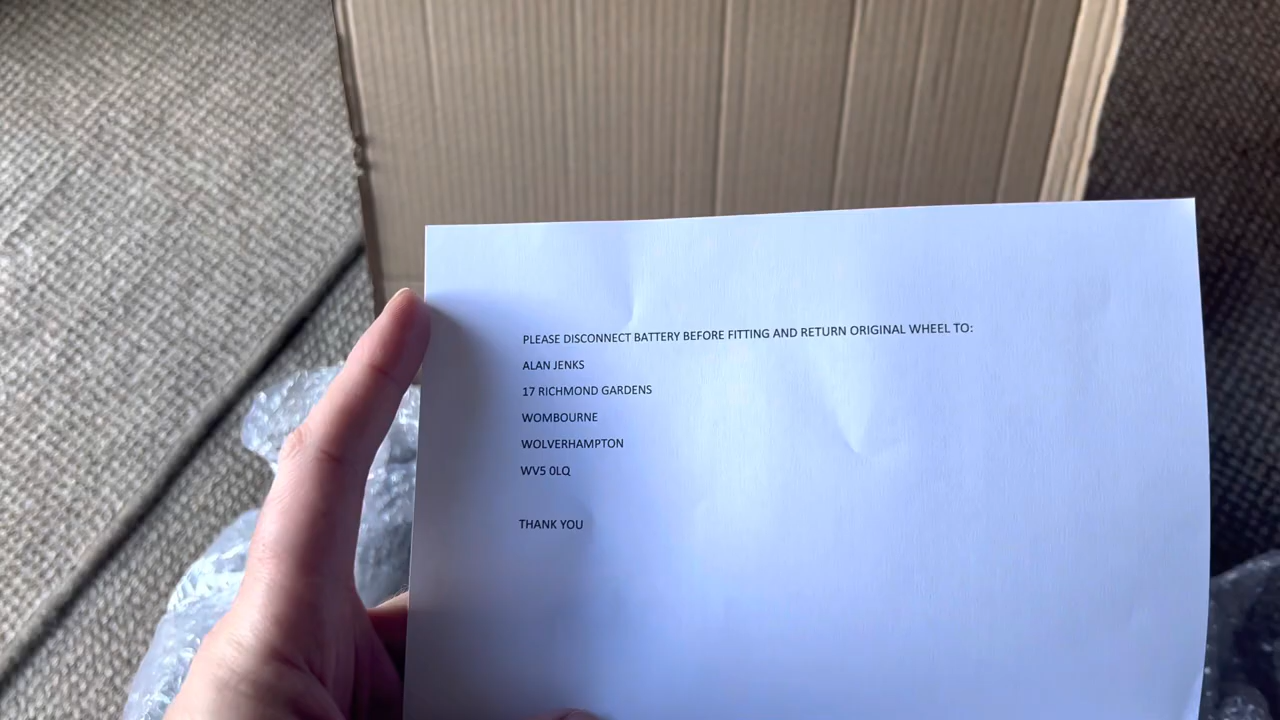 PLEASE DISCONNECT BATTERY BEFORE FITTING AND RETURN ORIGINAL WHEEL TO:
ALAN JENKS
17 RICHMOND GARDENS
WOMBOURNE
WOLVERHAMPTON
WV5 0LQ
THANK YOU